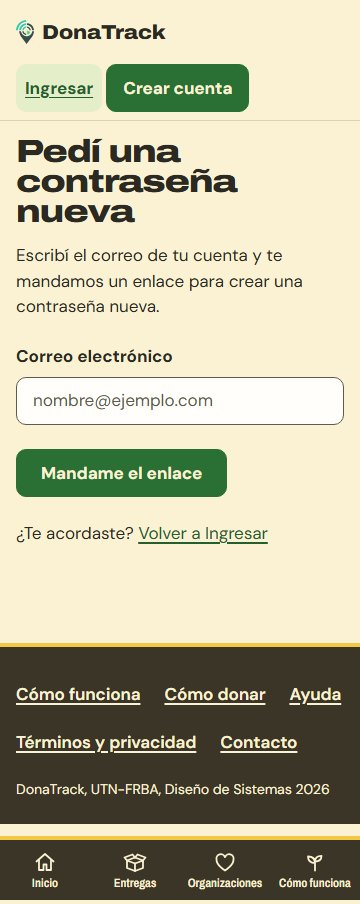 DonaTrack
Ingresar
Crear cuenta
Pedí una
contraseña
nueva
Escribí el correo de tu cuenta y te
mandamos un enlace para crear una
contraseña nueva.
Correo electrónico
nombre@ejemplo.com
Mandame el enlace
¿Te acordaste? Volver a Ingresar
Cómo funciona Cómo donar Ayuda
Términos y privacidad Contacto
DonaTrack, UTN-FRBA, Diseño de Sistemas 2026
Inicio Entregas Organizaciones Cómo funciona